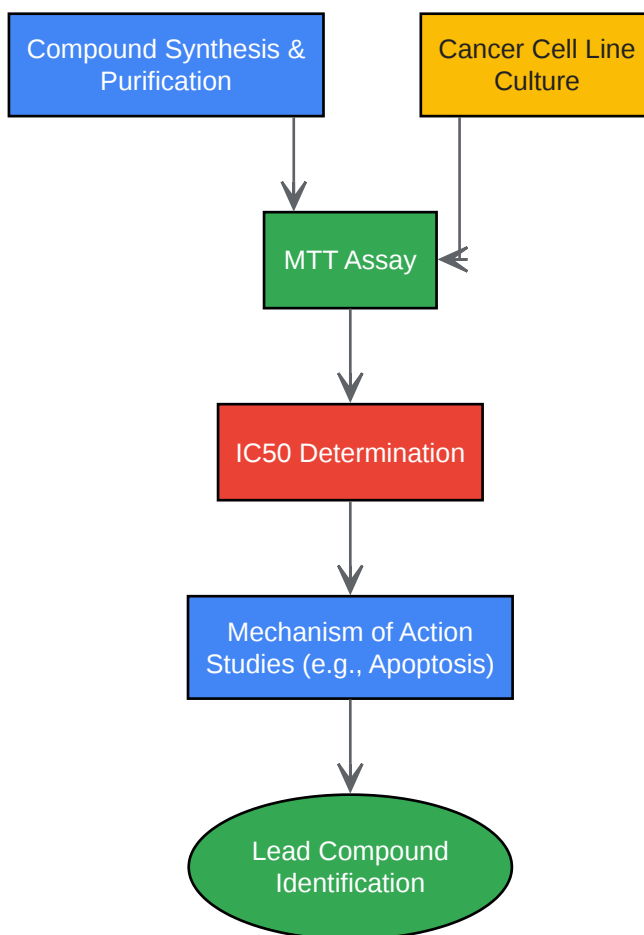 Compound Synthesis &
Purification
Cancer Cell Line
Culture
MTT Assay
IC50 Determination
Mechanism of Action
Studies (e.g., Apoptosis)
Lead Compound
Identification